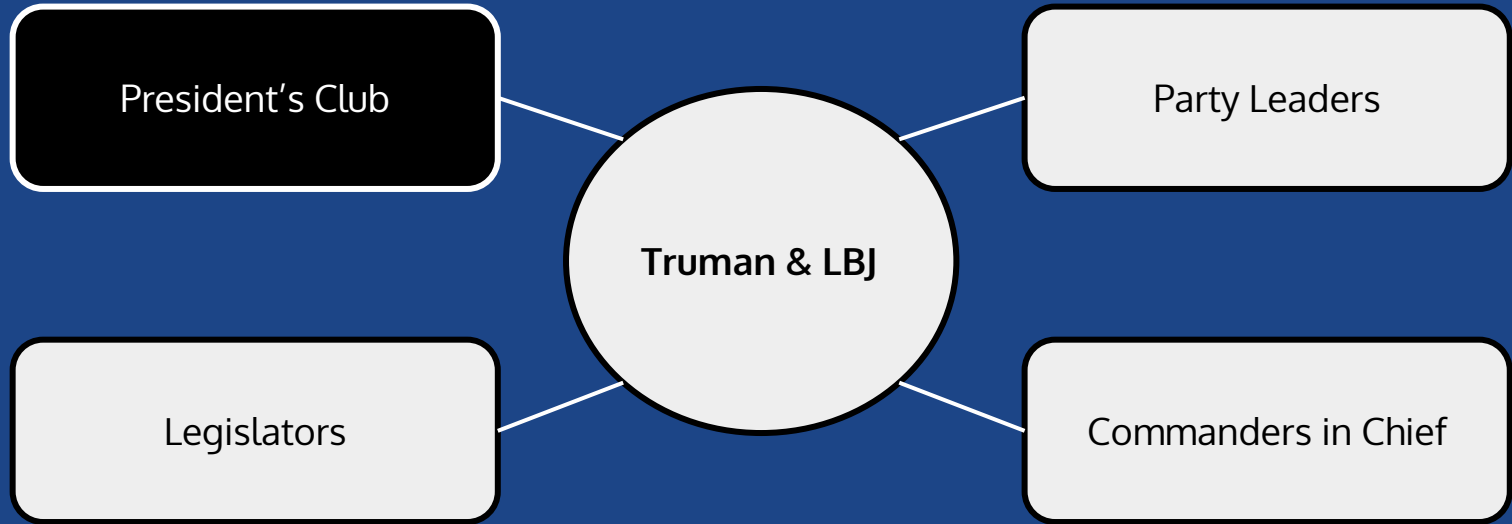 President’s Club
Party Leaders
Truman & LBJ
Legislators
Commanders in Chief